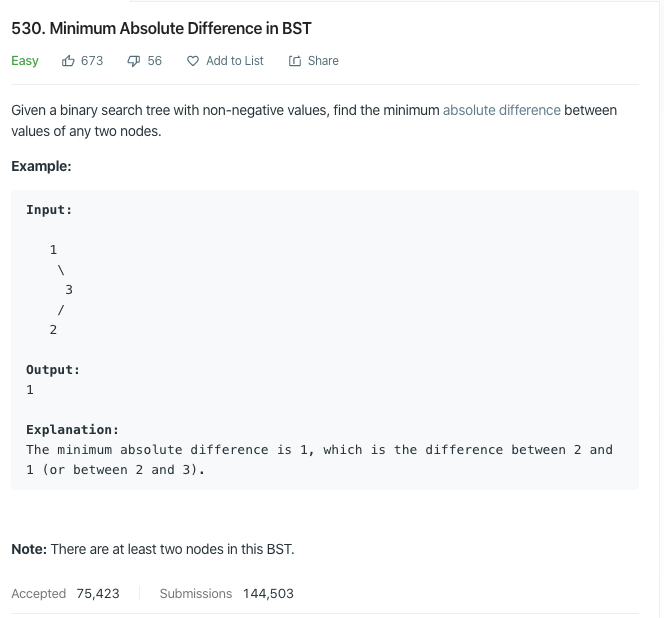 530. Minimum Absolute Difference in BST
Easy 673 56 Add to List Share
Given a binary search tree with non-negative values, find the minimum absolute difference between
values of any two nodes.
Example:
Input:
1
\
3
/
2
Output:
1
Explanation:
The minimum absolute difference is 1, which is the difference between 2 and
1 (or between 2 and 3).
Note: There are at least two nodes in this BST.
Accepted 75,423 Submissions 144,503